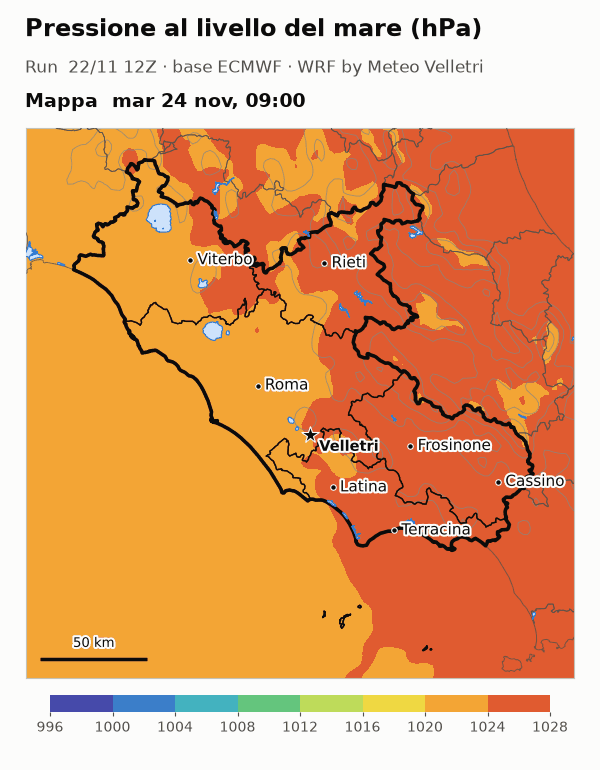 Pressione al livello del mare (hPa)
Run  22/11 12Z · base ECMWF · WRF by Meteo Velletri
Mappa  mar 24 nov, 09:00
Viterbo
Rieti
Roma
Velletri
Frosinone
Latina
Cassino
Terracina
50 km
996 1000 1004 1008 1012 1016 1020 1024 1028